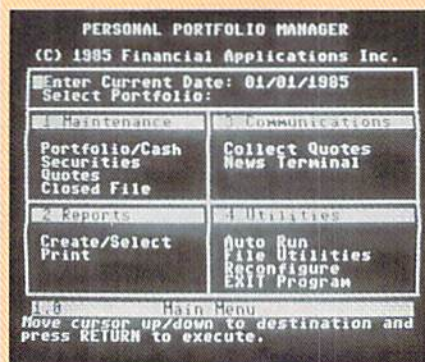 PERSONAL PORTFOLIO MANAGER
(C) 1985 Financial Applications Inc.
Enter Current Date: 01/01/1985
Select Portfolio:
1 Maintenance
Portfolio/Cash
Securities
Quotes
Closed File
3 Communications
Collect Quotes
News Terminal
2 Reports
Create/Select
Print
4 Utilities
Auto Run
File Utilities
Reconfigure
EXIT Program
1.0 Main Menu
Move cursor up/down to destination and
press RETURN to execute.